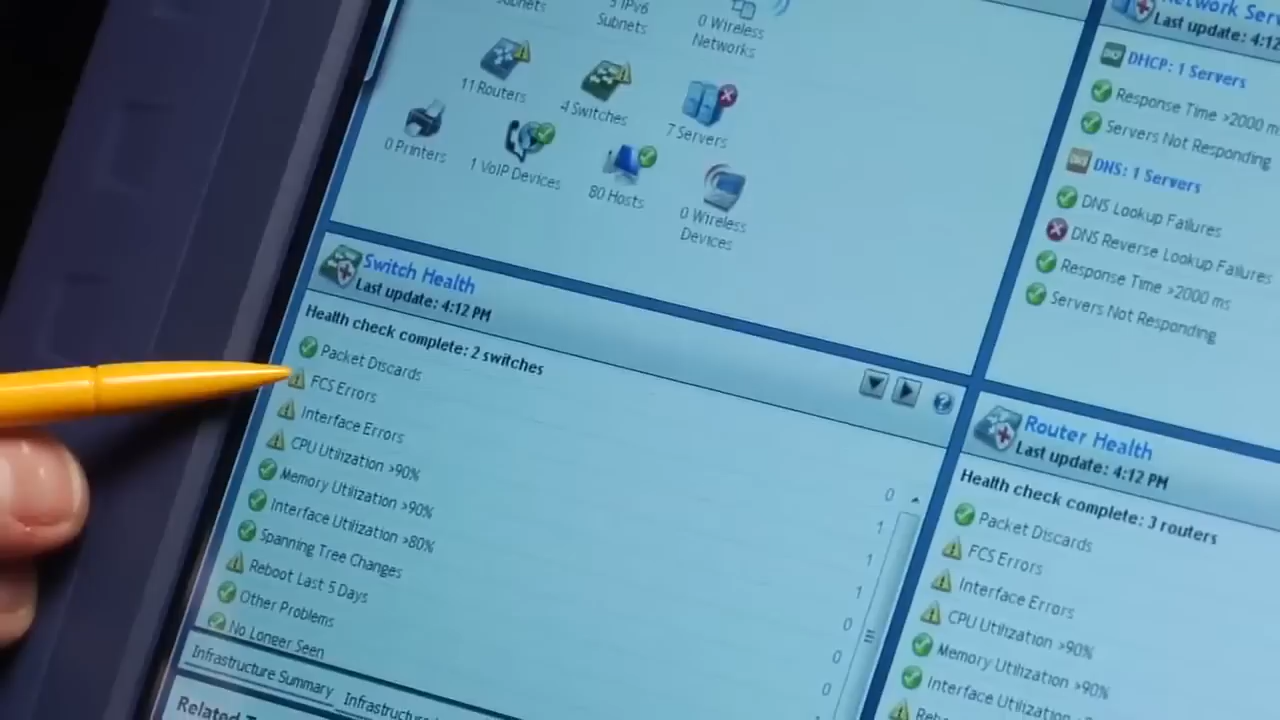 Subnets
5 IPv6
Subnets
0 Wireless
Networks
11 Routers
4 Switches
7 Servers
0 Printers
1 VoIP Devices
80 Hosts
0 Wireless
Devices
Switch Health
Last update: 4:12 PM
Health check complete: 2 switches
Packet Discards
FCS Errors
Interface Errors
CPU Utilization >90%
Memory Utilization >90%
Interface Utilization >80%
Spanning Tree Changes
Reboot Last 5 Days
Other Problems
No Longer Seen
0
1
1
1
0
0
0
Infrastructure Summary
Related
Network
Last update: 4:12
DHCP: 1 Servers
Response Time >2000 ms
Servers Not Responding
DNS: 1 Servers
DNS Lookup Failures
DNS Reverse Lookup Failures
Response Time >2000 ms
Servers Not Responding
Router Health
Last update: 4:12 PM
Health check complete: 3 routers
Packet Discards
FCS Errors
Interface Errors
CPU Utilization >90%
Memory Utilization >90%
Interface